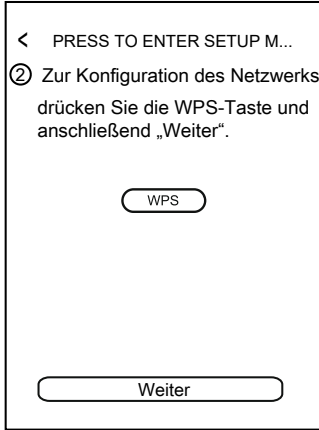 < PRESS TO ENTER SETUP M...
② Zur Konfiguration des Netzwerks
drücken Sie die WPS-Taste und
anschließend „Weiter“.
WPS
Weiter